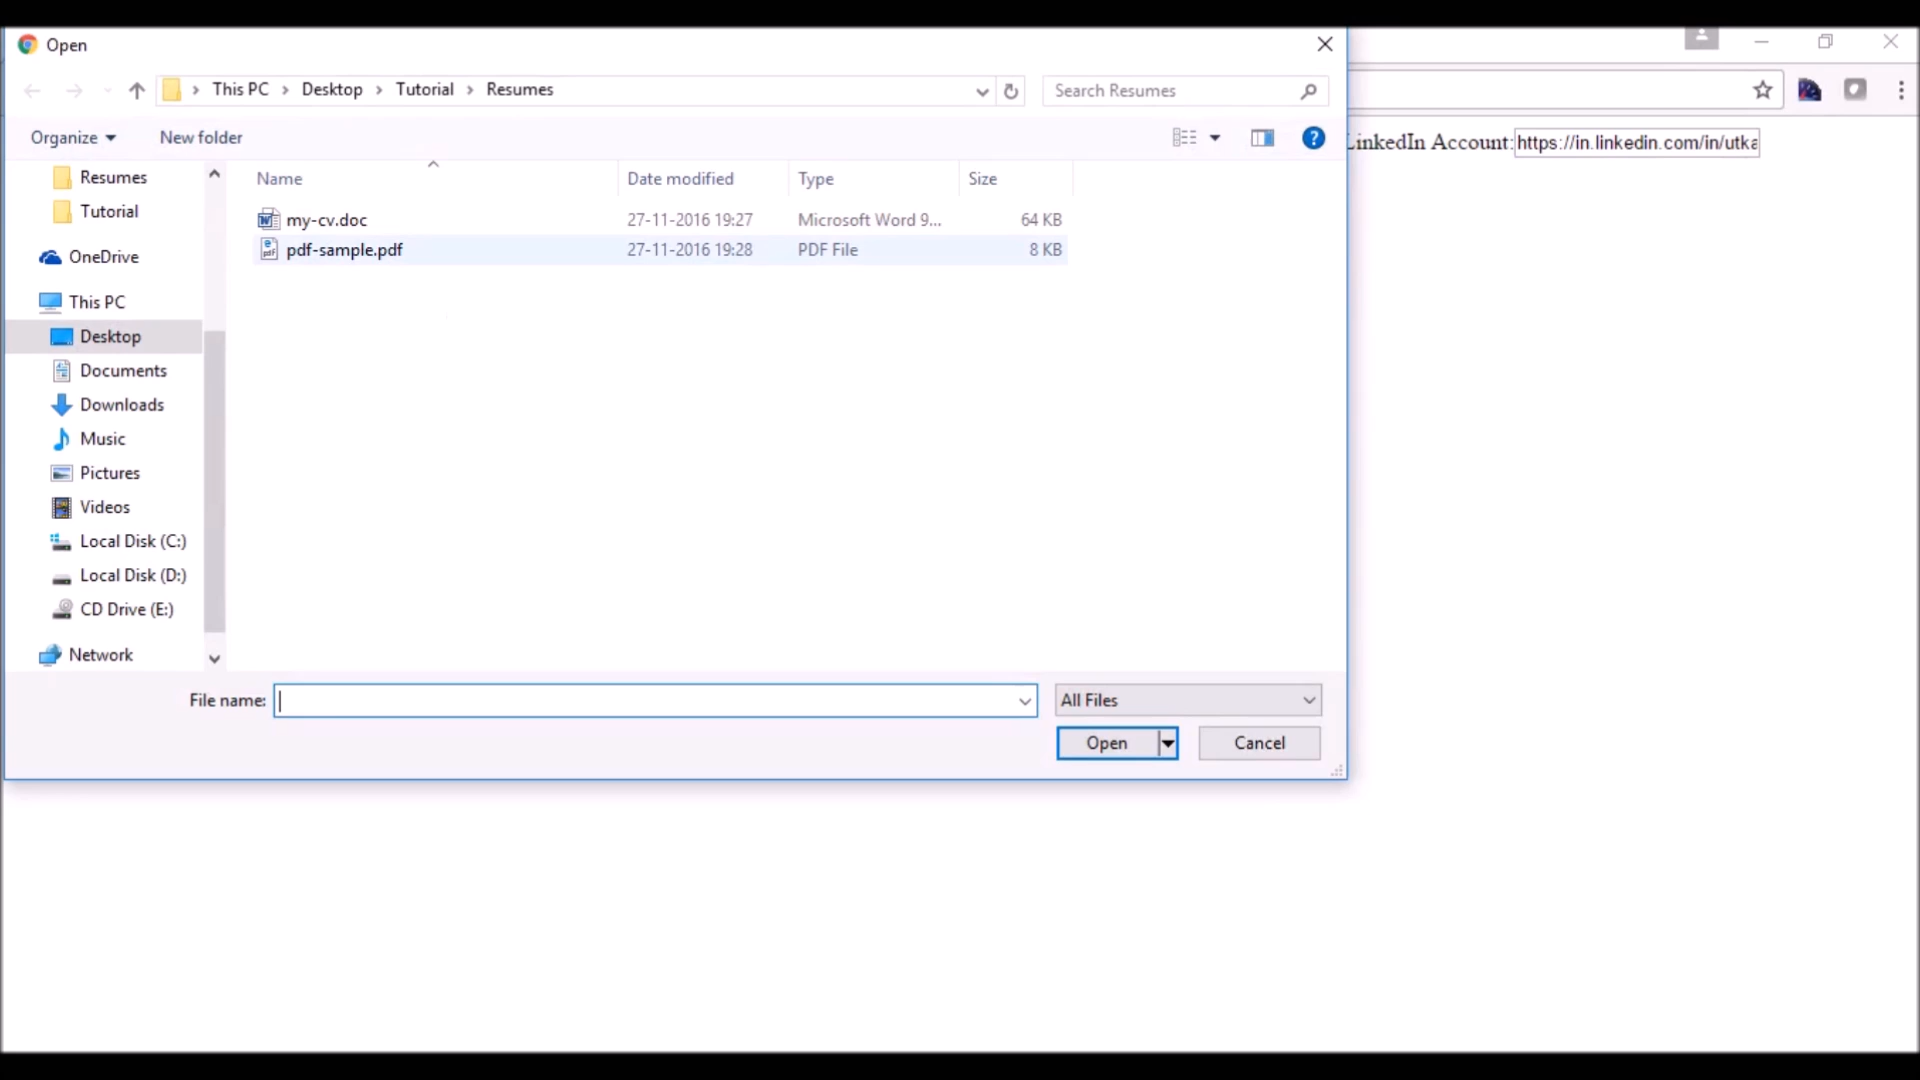 Open
This PC > Desktop > Tutorial > Resumes
Search Resumes
Organize
New folder
LinkedIn Account: https://in.linkedin.com/in/utka
Name Date modified Type Size
my-cv.doc 27-11-2016 19:27 Microsoft Word 9... 64 KB
pdf-sample.pdf 27-11-2016 19:28 PDF File 8 KB
Resumes
Tutorial
OneDrive
This PC
Desktop
Documents
Downloads
Music
Pictures
Videos
Local Disk (C:)
Local Disk (D:)
CD Drive (E:)
Network
File name:
All Files
Open
Cancel